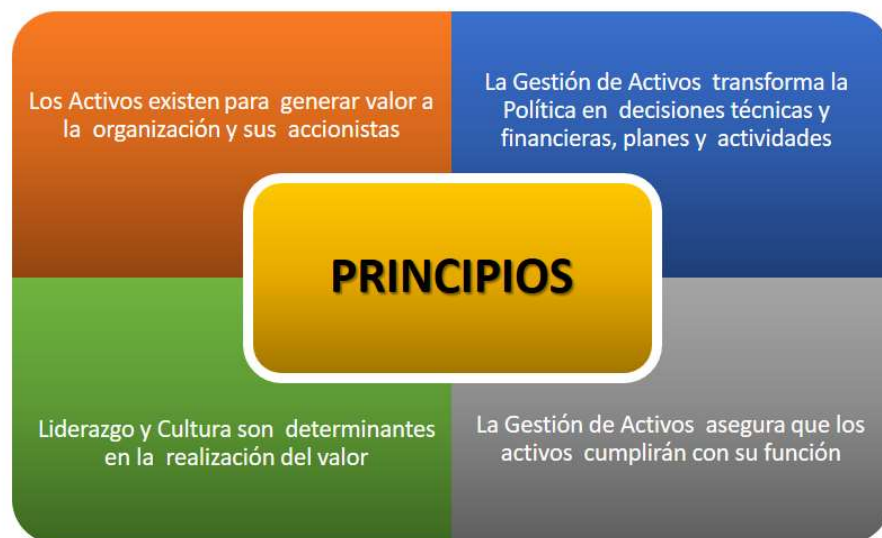 Los Activos existen para generar valor a
la organización y sus accionistas
La Gestión de Activos transforma la
Política en decisiones técnicas y
financieras, planes y actividades
PRINCIPIOS
Liderazgo y Cultura son determinantes
en la realización del valor
La Gestión de Activos asegura que los
activos cumplirán con su función